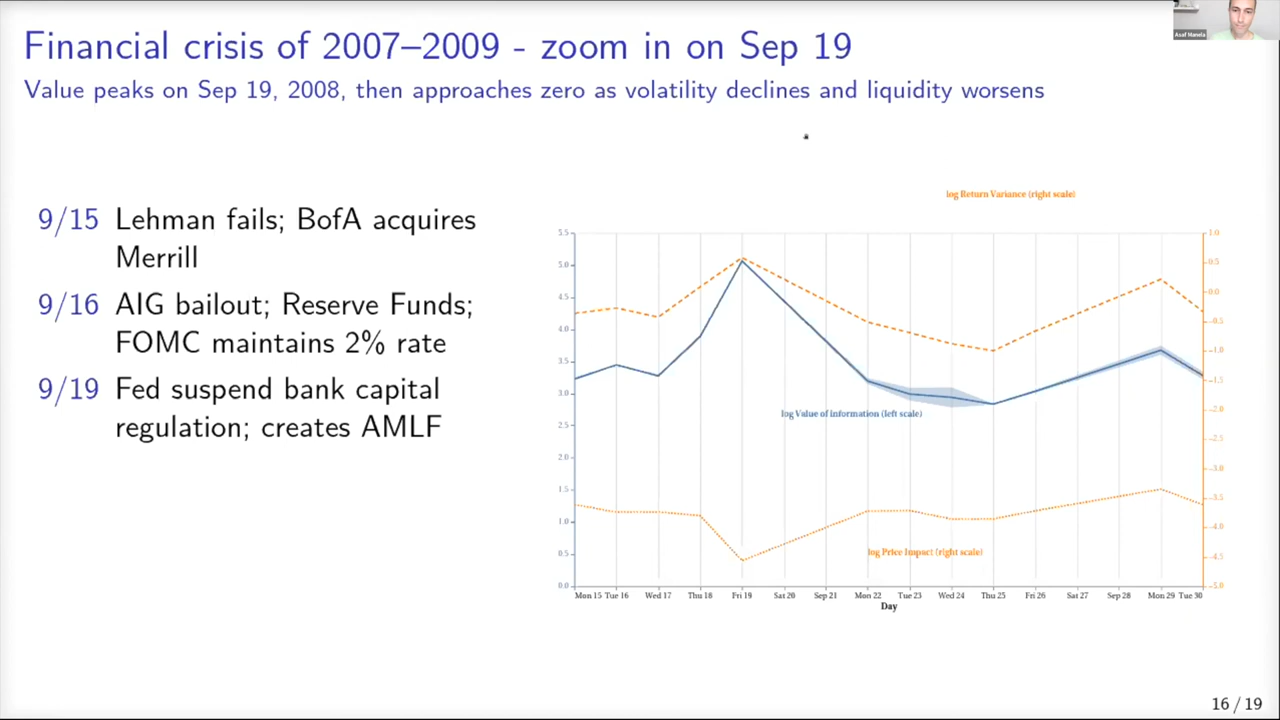 Asaf Manela
Financial crisis of 2007–2009 - zoom in on Sep 19
Value peaks on Sep 19, 2008, then approaches zero as volatility declines and liquidity worsens
9/15 Lehman fails; BofA acquires
Merrill
9/16 AIG bailout; Reserve Funds;
FOMC maintains 2% rate
9/19 Fed suspend bank capital
regulation; creates AMLF
log Return Variance (right scale)
5.5
5.0
4.5
4.0
3.5
3.0
2.5
2.0
1.5
1.0
0.5
0.0
1.0
0.5
0.0
-0.5
-1.0
-1.5
-2.0
-2.5
-3.0
-3.5
-4.0
-4.5
-5.0
log Value of Information (left scale)
log Price Impact (right scale)
Mon 15 Tue 16 Wed 17 Thu 18 Fri 19 Sat 20 Sep 21 Mon 22 Tue 23 Wed 24 Thu 25 Fri 26 Sat 27 Sep 28 Mon 29 Tue 30
Day
16 / 19